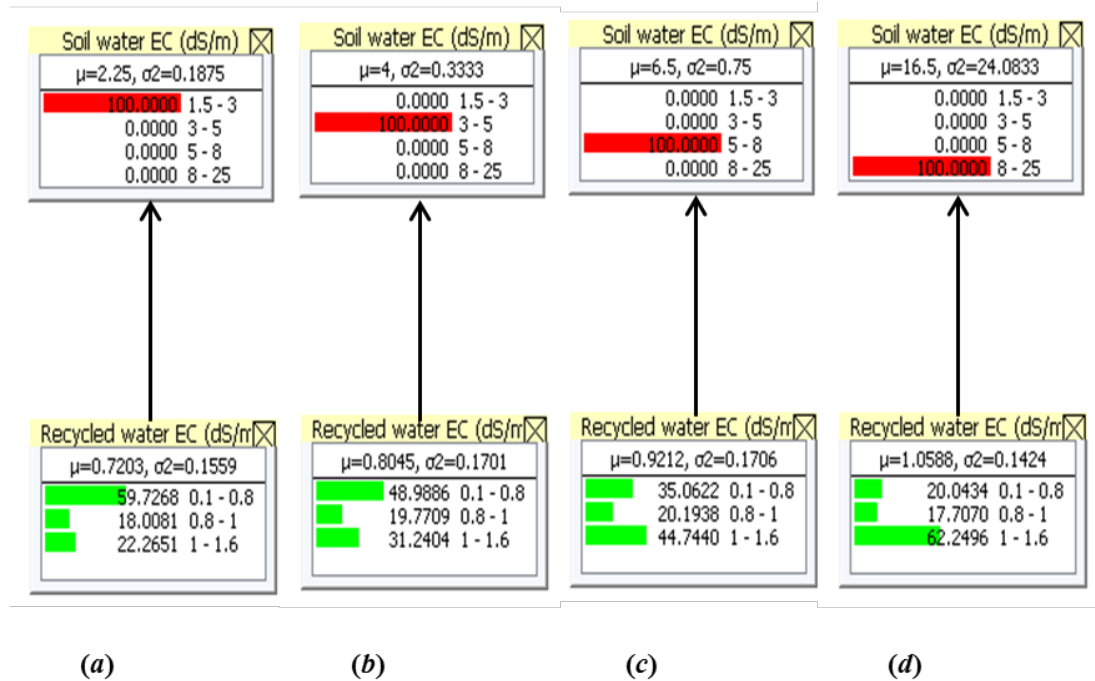 Soil water EC (dS/m)
μ=2.25, σ2=0.1875
100.0000 1.5 - 3
0.0000 3 - 5
0.0000 5 - 8
0.0000 8 - 25
Recycled water EC (dS/m
μ=0.7203, σ2=0.1559
59.7268 0.1 - 0.8
18.0081 0.8 - 1
22.2651 1 - 1.6
(a)
Soil water EC (dS/m)
μ=4, σ2=0.3333
0.0000 1.5 - 3
100.0000 3 - 5
0.0000 5 - 8
0.0000 8 - 25
Recycled water EC (dS/m
μ=0.8045, σ2=0.1701
48.9886 0.1 - 0.8
19.7709 0.8 - 1
31.2404 1 - 1.6
(b)
Soil water EC (dS/m)
μ=6.5, σ2=0.75
0.0000 1.5 - 3
0.0000 3 - 5
100.0000 5 - 8
0.0000 8 - 25
Recycled water EC (dS/m
μ=0.9212, σ2=0.1706
35.0622 0.1 - 0.8
20.1938 0.8 - 1
44.7440 1 - 1.6
(c)
Soil water EC (dS/m)
μ=16.5, σ2=24.0833
0.0000 1.5 - 3
0.0000 3 - 5
0.0000 5 - 8
100.0000 8 - 25
Recycled water EC (dS/m
μ=1.0588, σ2=0.1424
20.0434 0.1 - 0.8
17.7070 0.8 - 1
62.2496 1 - 1.6
(d)